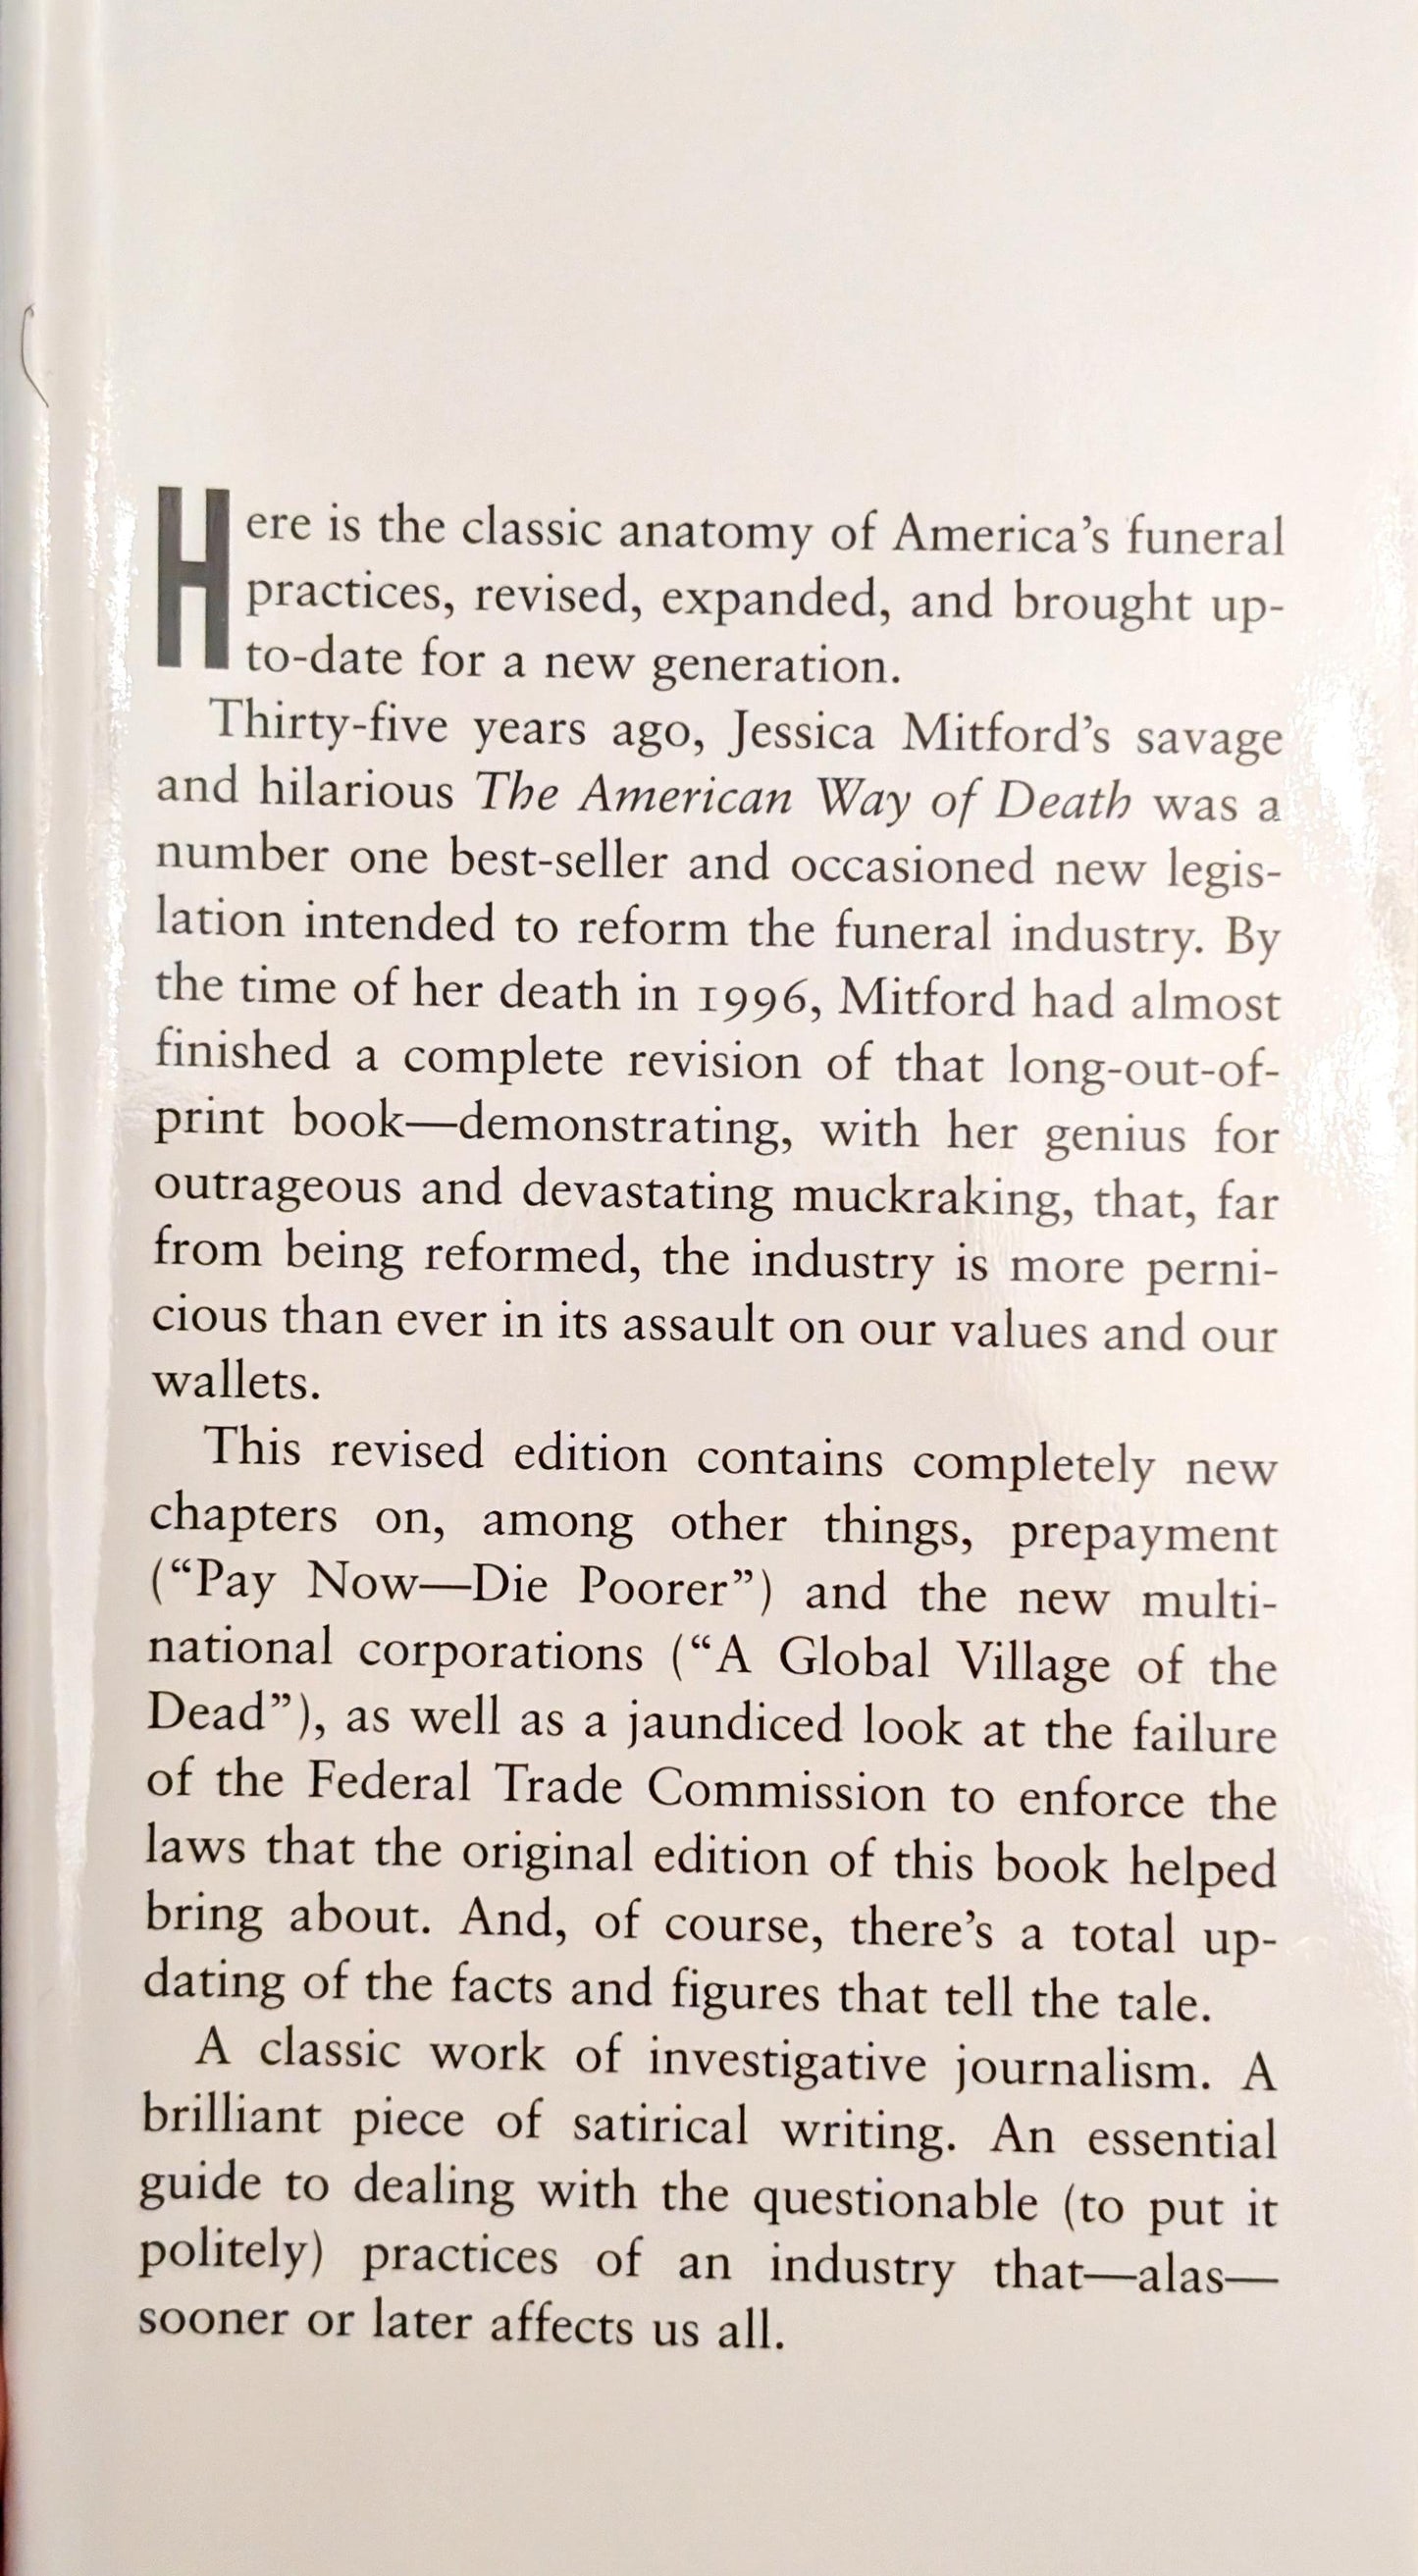 Here is the classic anatomy of America’s funeral
practices, revised, expanded, and brought up-
to-date for a new generation.
Thirty-five years ago, Jessica Mitford’s savage
and hilarious The American Way of Death was a
number one best-seller and occasioned new legis-
lation intended to reform the funeral industry. By
the time of her death in 1996, Mitford had almost
finished a complete revision of that long-out-of-
print book—demonstrating, with her genius for
outrageous and devastating muckraking, that, far
from being reformed, the industry is more perni-
cious than ever in its assault on our values and our
wallets.
This revised edition contains completely new
chapters on, among other things, prepayment
(“Pay Now—Die Poorer”) and the new multi-
national corporations (“A Global Village of the
Dead”), as well as a jaundiced look at the failure
of the Federal Trade Commission to enforce the
laws that the original edition of this book helped
bring about. And, of course, there’s a total up-
dating of the facts and figures that tell the tale.
A classic work of investigative journalism. A
brilliant piece of satirical writing. An essential
guide to dealing with the questionable (to put it
politely) practices of an industry that—alas—
sooner or later affects us all.